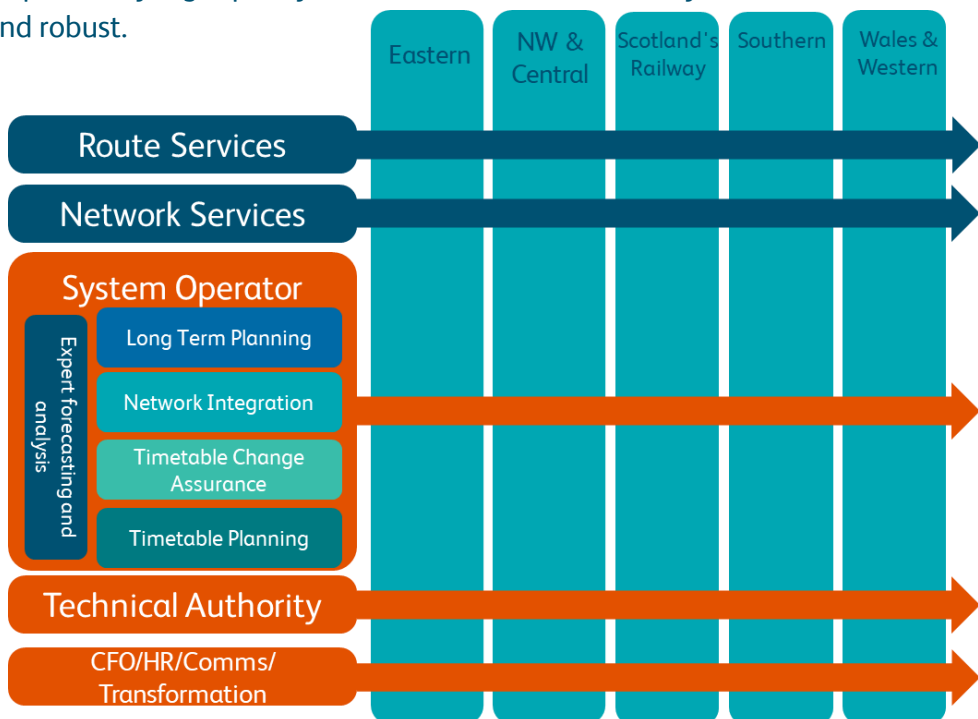 nd robust.
Eastern
NW &
Central
Scotland's
Railway
Southern
Wales &
Western
Route Services
Network Services
System Operator
Expert forecasting and
analysis
Long Term Planning
Network Integration
Timetable Change
Assurance
Timetable Planning
Technical Authority
CFO/HR/Comms/
Transformation